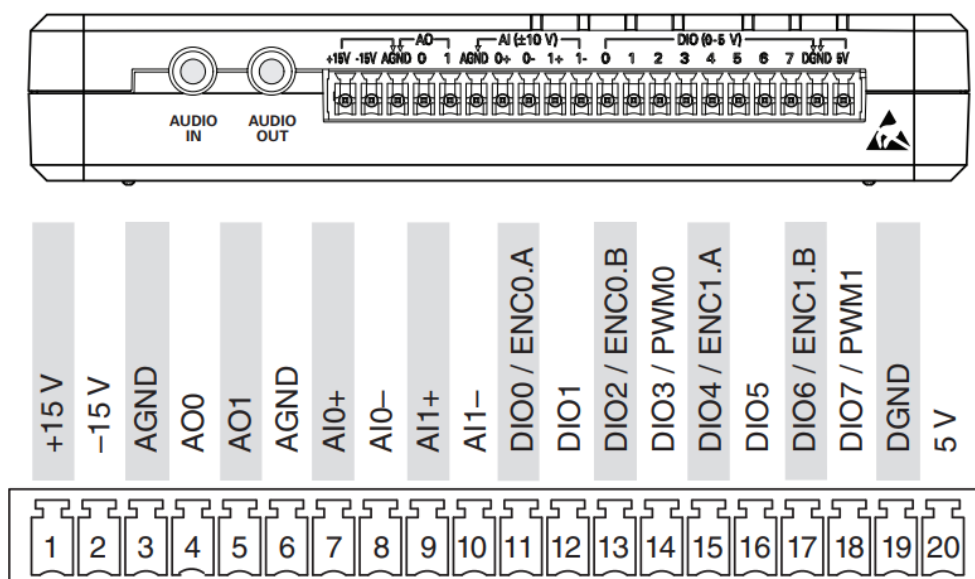 AO AI (±10 V) DIO (0-5 V)
+15V -15V AGND 0 1 AGND 0+ 0- 1+ 1- 0 1 2 3 4 5 6 7 DGND 5V
AUDIO IN
AUDIO OUT
+15 V
−15 V
AGND
AO0
AO1
AGND
AI0+
AI0−
AI1+
AI1−
DIO0 / ENC0.A
DIO1
DIO2 / ENC0.B
DIO3 / PWM0
DIO4 / ENC1.A
DIO5
DIO6 / ENC1.B
DIO7 / PWM1
DGND
5 V
1 2 3 4 5 6 7 8 9 10 11 12 13 14 15 16 17 18 19 20